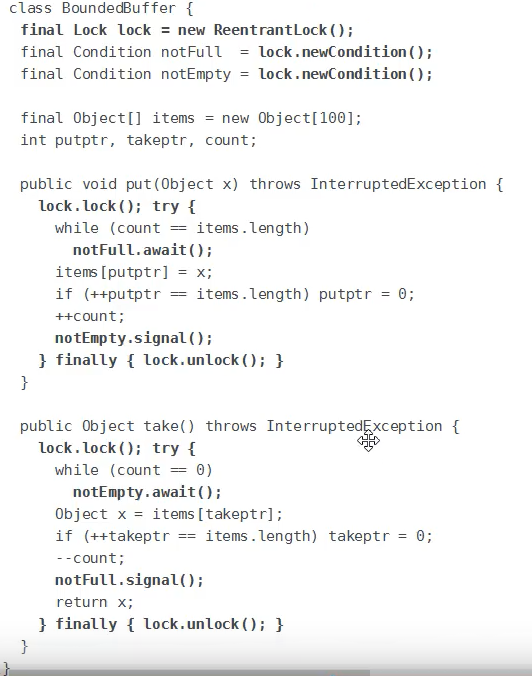 class BoundedBuffer {
  final Lock lock = new ReentrantLock();
  final Condition notFull  = lock.newCondition();
  final Condition notEmpty = lock.newCondition();

  final Object[] items = new Object[100];
  int putptr, takeptr, count;

  public void put(Object x) throws InterruptedException {
    lock.lock(); try {
      while (count == items.length)
        notFull.await();
      items[putptr] = x;
      if (++putptr == items.length) putptr = 0;
      ++count;
      notEmpty.signal();
    } finally { lock.unlock(); }
  }

  public Object take() throws InterruptedException {
    lock.lock(); try {
      while (count == 0)
        notEmpty.await();
      Object x = items[takeptr];
      if (++takeptr == items.length) takeptr = 0;
      --count;
      notFull.signal();
      return x;
    } finally { lock.unlock(); }
  }
}